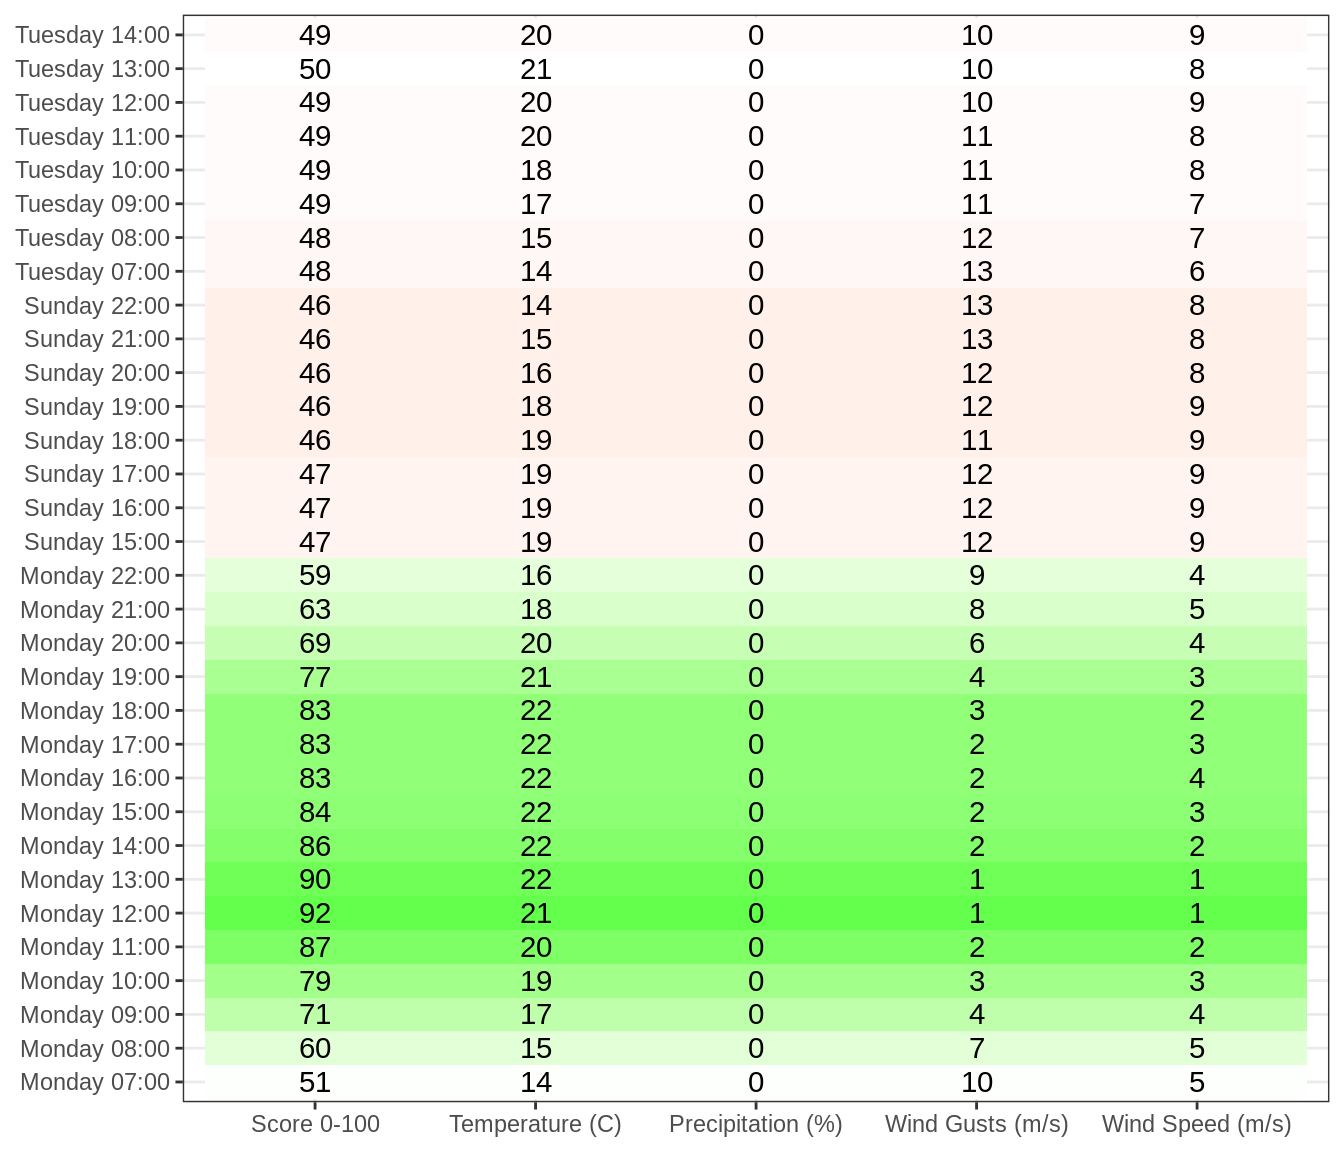 Tuesday 14:00 49 20 0 10 9
Tuesday 13:00 50 21 0 10 8
Tuesday 12:00 49 20 0 10 9
Tuesday 11:00 49 20 0 11 8
Tuesday 10:00 49 18 0 11 8
Tuesday 09:00 49 17 0 11 7
Tuesday 08:00 48 15 0 12 7
Tuesday 07:00 48 14 0 13 6
Sunday 22:00 46 14 0 13 8
Sunday 21:00 46 15 0 13 8
Sunday 20:00 46 16 0 12 8
Sunday 19:00 46 18 0 12 9
Sunday 18:00 46 19 0 11 9
Sunday 17:00 47 19 0 12 9
Sunday 16:00 47 19 0 12 9
Sunday 15:00 47 19 0 12 9
Monday 22:00 59 16 0 9 4
Monday 21:00 63 18 0 8 5
Monday 20:00 69 20 0 6 4
Monday 19:00 77 21 0 4 3
Monday 18:00 83 22 0 3 2
Monday 17:00 83 22 0 2 3
Monday 16:00 83 22 0 2 4
Monday 15:00 84 22 0 2 3
Monday 14:00 86 22 0 2 2
Monday 13:00 90 22 0 1 1
Monday 12:00 92 21 0 1 1
Monday 11:00 87 20 0 2 2
Monday 10:00 79 19 0 3 3
Monday 09:00 71 17 0 4 4
Monday 08:00 60 15 0 7 5
Monday 07:00 51 14 0 10 5
Score 0-100 Temperature (C) Precipitation (%) Wind Gusts (m/s) Wind Speed (m/s)